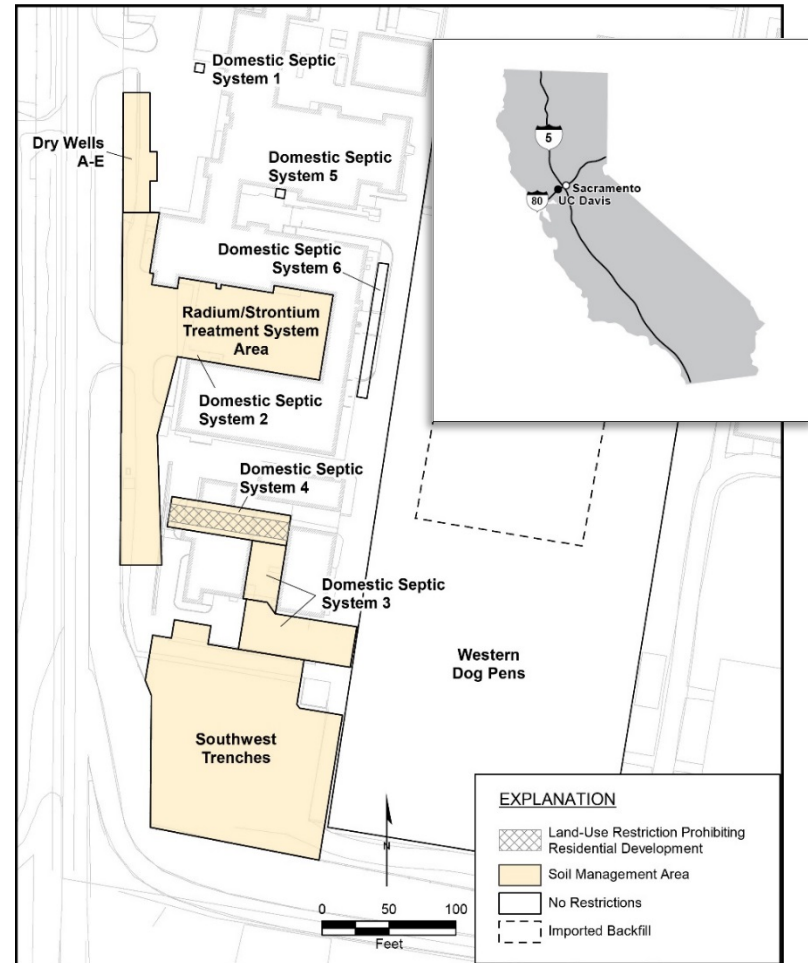 Domestic Septic
System 1
Dry Wells
A-E
Domestic Septic
System 5
Domestic Septic
System 6
Radium/Strontium
Treatment System
Area
Domestic Septic
System 2
Domestic Septic
System 4
Domestic Septic
System 3
Western
Dog Pens
Southwest
Trenches
5
Sacramento
80
UC Davis
N
0 50 100
Feet
EXPLANATION
Land-Use Restriction Prohibiting
Residential Development
Soil Management Area
No Restrictions
Imported Backfill